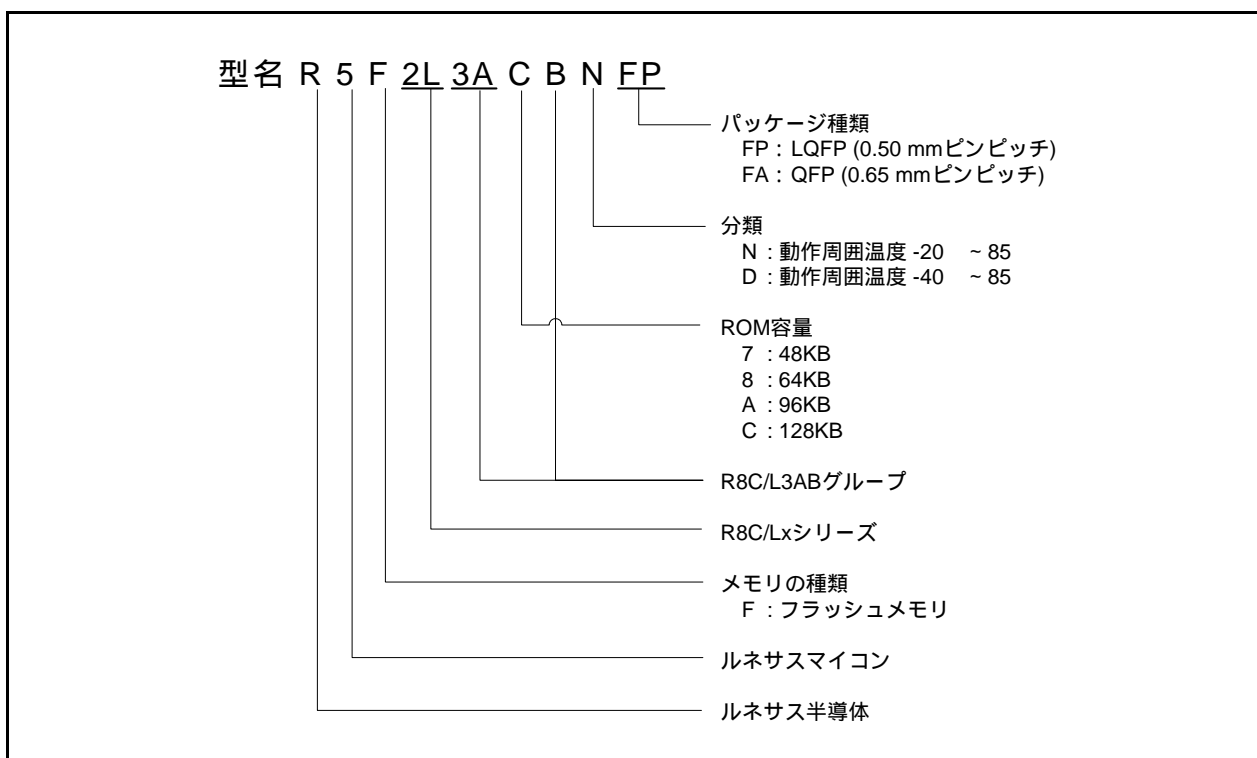 型名 R 5 F 2L 3A C B N FP
パッケージ種類
FP : LQFP (0.50 mmピンピッチ)
FA : QFP (0.65 mmピンピッチ)
分類
N : 動作周囲温度 -20 ~ 85
D : 動作周囲温度 -40 ~ 85
ROM容量
7 : 48KB
8 : 64KB
A : 96KB
C : 128KB
R8C/L3ABグループ
R8C/Lxシリーズ
メモリの種類
F : フラッシュメモリ
ルネサスマイコン
ルネサス半導体